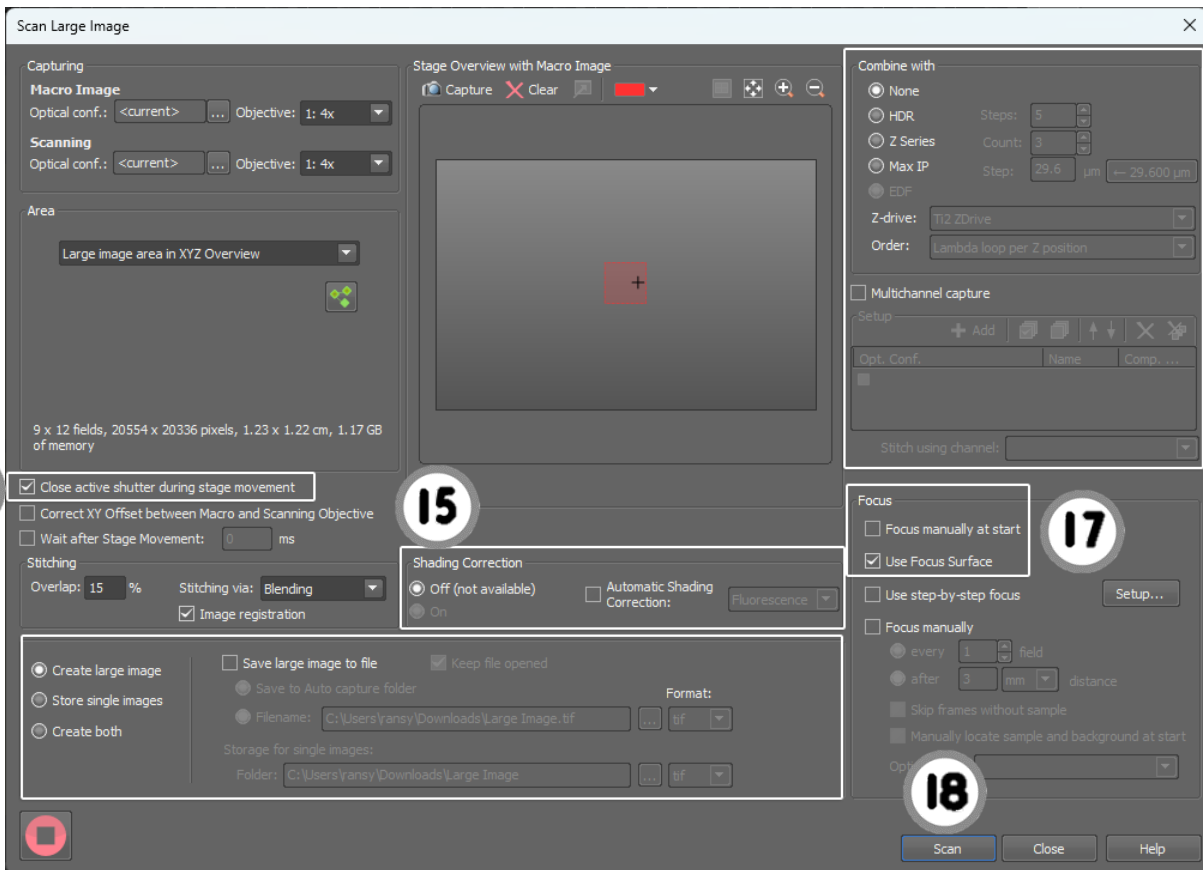 Scan Large Image
Capturing
Macro Image
Optical conf.: <current> ... Objective: 1: 4x
Scanning
Optical conf.: <current> ... Objective: 1: 4x
Area
Large image area in XYZ Overview
9 x 12 fields, 20554 x 20336 pixels, 1.23 x 1.22 cm, 1.17 GB
of memory
Close active shutter during stage movement
Correct XY Offset between Macro and Scanning Objective
Wait after Stage Movement: 0 ms
Stitching
Overlap: 15 % Stitching via: Blending
Image registration
Stage Overview with Macro Image
Capture Clear
15
Shading Correction
Off (not available)
On
Automatic Shading
Correction: Fluorescence
Create large image
Store single images
Create both
Save large image to file Keep file opened
Save to Auto capture folder
Format:
Filename: C:\Users\ransy\Downloads\Large Image.tif ... tif
Storage for single images:
Folder: C:\Users\ransy\Downloads\Large Image ... tif
Combine with
None
HDR Steps: 5
Z Series Count: 3
Max IP Step: 29.6 µm ← 29.600 µm
EDF
Z-drive: Ti2 ZDrive
Order: Lambda loop per Z position
Multichannel capture
Setup
Add
Opt. Conf. Name Comp. ...
Stitch using channel:
Focus
Focus manually at start
17
Use Focus Surface
Use step-by-step focus Setup...
Focus manually
every 1 field
after 3 mm distance
Skip frames without sample
Manually locate sample and background at start
18
Scan Close Help